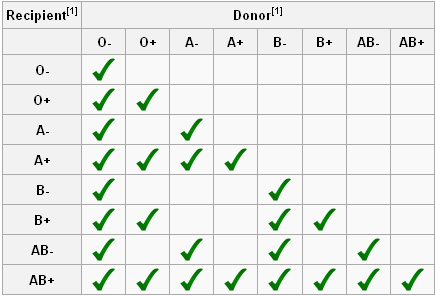 Recipient[1] Donor[1]
O- O+ A- A+ B- B+ AB- AB+
O-
O+
A-
A+
B-
B+
AB-
AB+